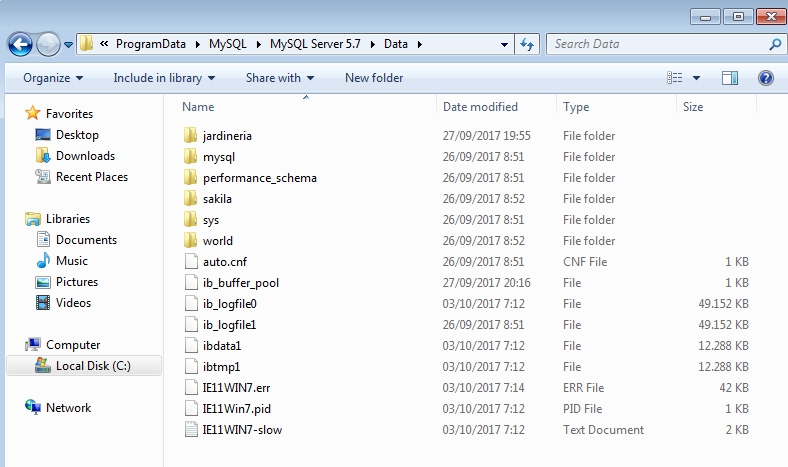 « ProgramData MySQL MySQL Server 5.7 Data Search Data
Organize Include in library Share with New folder
Favorites
Desktop
Downloads
Recent Places
Libraries
Documents
Music
Pictures
Videos
Computer
Local Disk (C:)
Network
Name Date modified Type Size
jardineria 27/09/2017 19:55 File folder
mysql 26/09/2017 8:51 File folder
performance_schema 26/09/2017 8:51 File folder
sakila 26/09/2017 8:52 File folder
sys 26/09/2017 8:51 File folder
world 26/09/2017 8:52 File folder
auto.cnf 26/09/2017 8:51 CNF File 1 KB
ib_buffer_pool 27/09/2017 20:16 File 1 KB
ib_logfile0 03/10/2017 7:12 File 49.152 KB
ib_logfile1 26/09/2017 8:51 File 49.152 KB
ibdata1 03/10/2017 7:12 File 12.288 KB
ibtmp1 03/10/2017 7:12 File 12.288 KB
IE11WIN7.err 03/10/2017 7:14 ERR File 42 KB
IE11Win7.pid 03/10/2017 7:12 PID File 1 KB
IE11WIN7-slow 03/10/2017 7:12 Text Document 2 KB